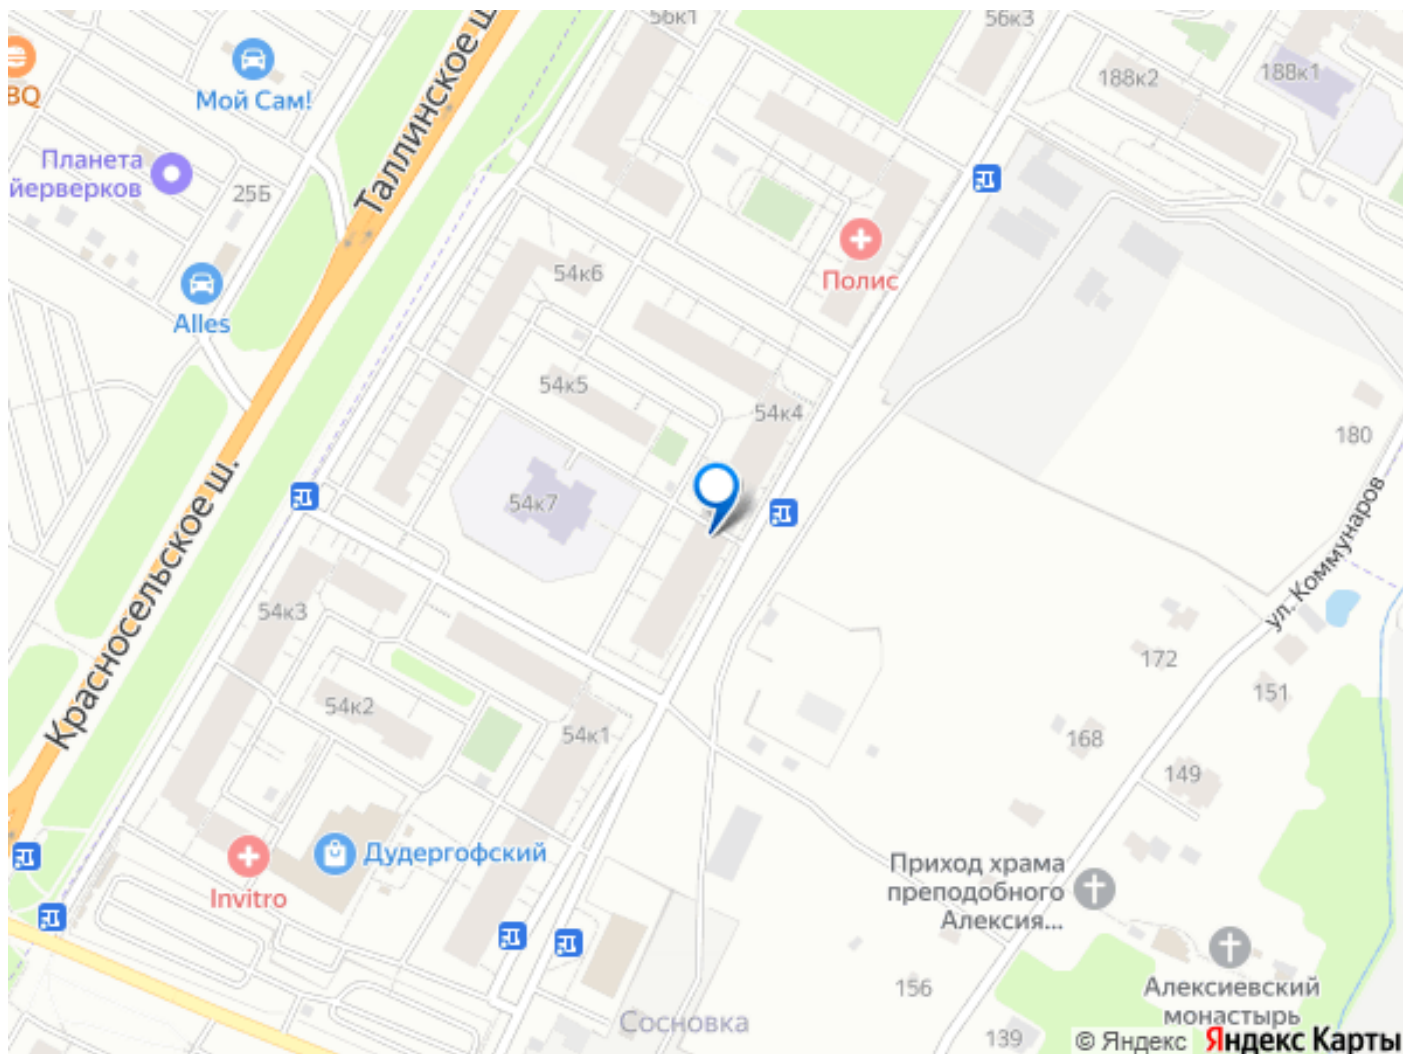 56к1
56к3
188к2
188к1
BQ
Мой Сам!
Таллинское ш.
Планета
йерверков
25Б
Полис
54к6
Alles
54к5
54к4
180
54к7
Красносельское ш.
ул. Коммунаров
54к3
172
151
54к2
54к1
168
149
Дудергофский
Invitro
Приход храма
преподобного
Алексия...
156
Алексиевский
монастырь
Сосновка
139
© Яндекс Яндекс Карты